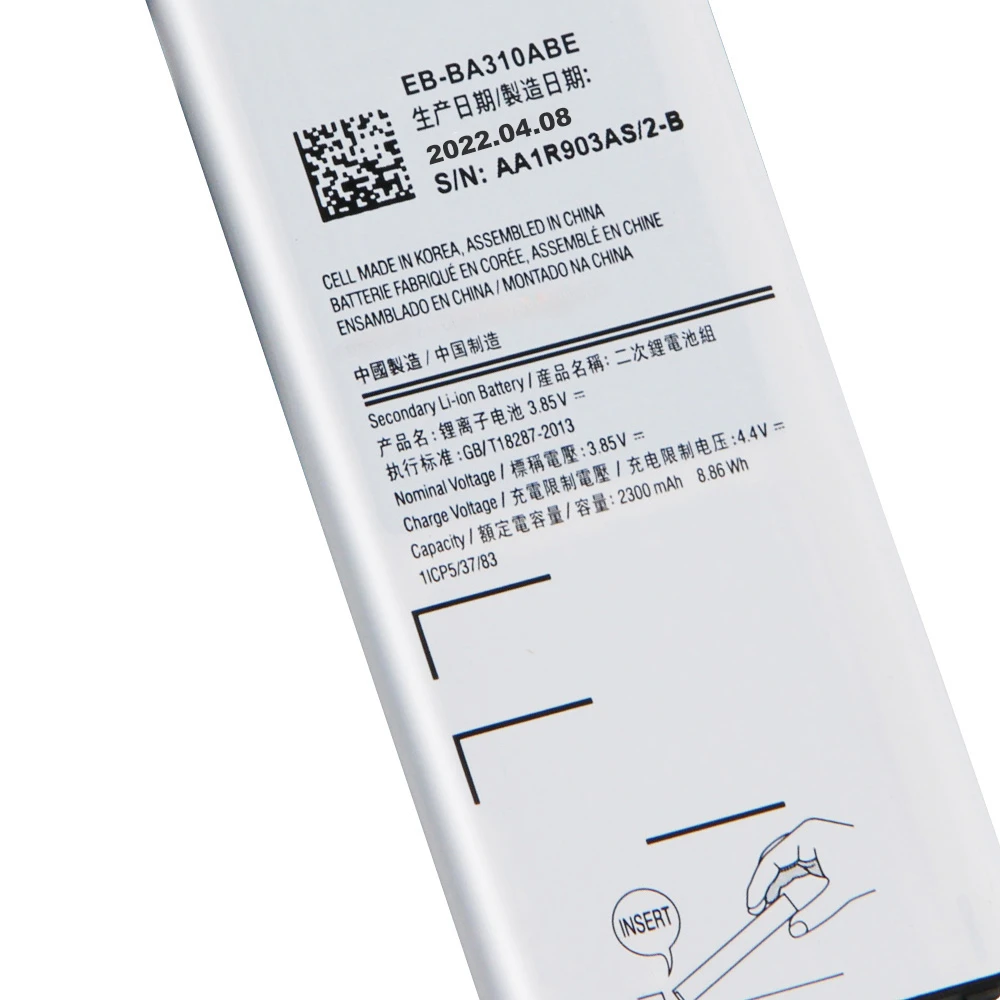 EB-BA310ABE
生产日期/製造日期:
2022.04.08
S/N: AA1R903AS/2-B
CELL MADE IN KOREA, ASSEMBLED IN CHINA
BATTERIE FABRIQUÉ EN CORÉE, ASSEMBLÉ EN CHINE
ENSAMBLADO EN CHINA / MONTADO NA CHINA
中國製造 / 中国制造
Secondary Li-ion Battery / 産品名稱: 二次鋰電池組
产品名: 锂离子电池 3.85V ⎓
执行标准 :GB/T18287-2013
Nominal Voltage / 標稱電壓 : 3.85V ⎓
Charge Voltage / 充電限制電壓 / 充电限制电压 :4.4V ⎓
Capacity / 額定電容量 / 容量 : 2300 mAh 8.86 Wh
1ICP5/37/83
INSERT